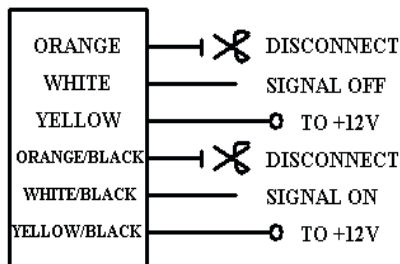 ORANGE DISCONNECT
WHITE SIGNAL OFF
YELLOW TO +12V
ORANGE/BLACK DISCONNECT
WHITE/BLACK SIGNAL ON
YELLOW/BLACK TO +12V